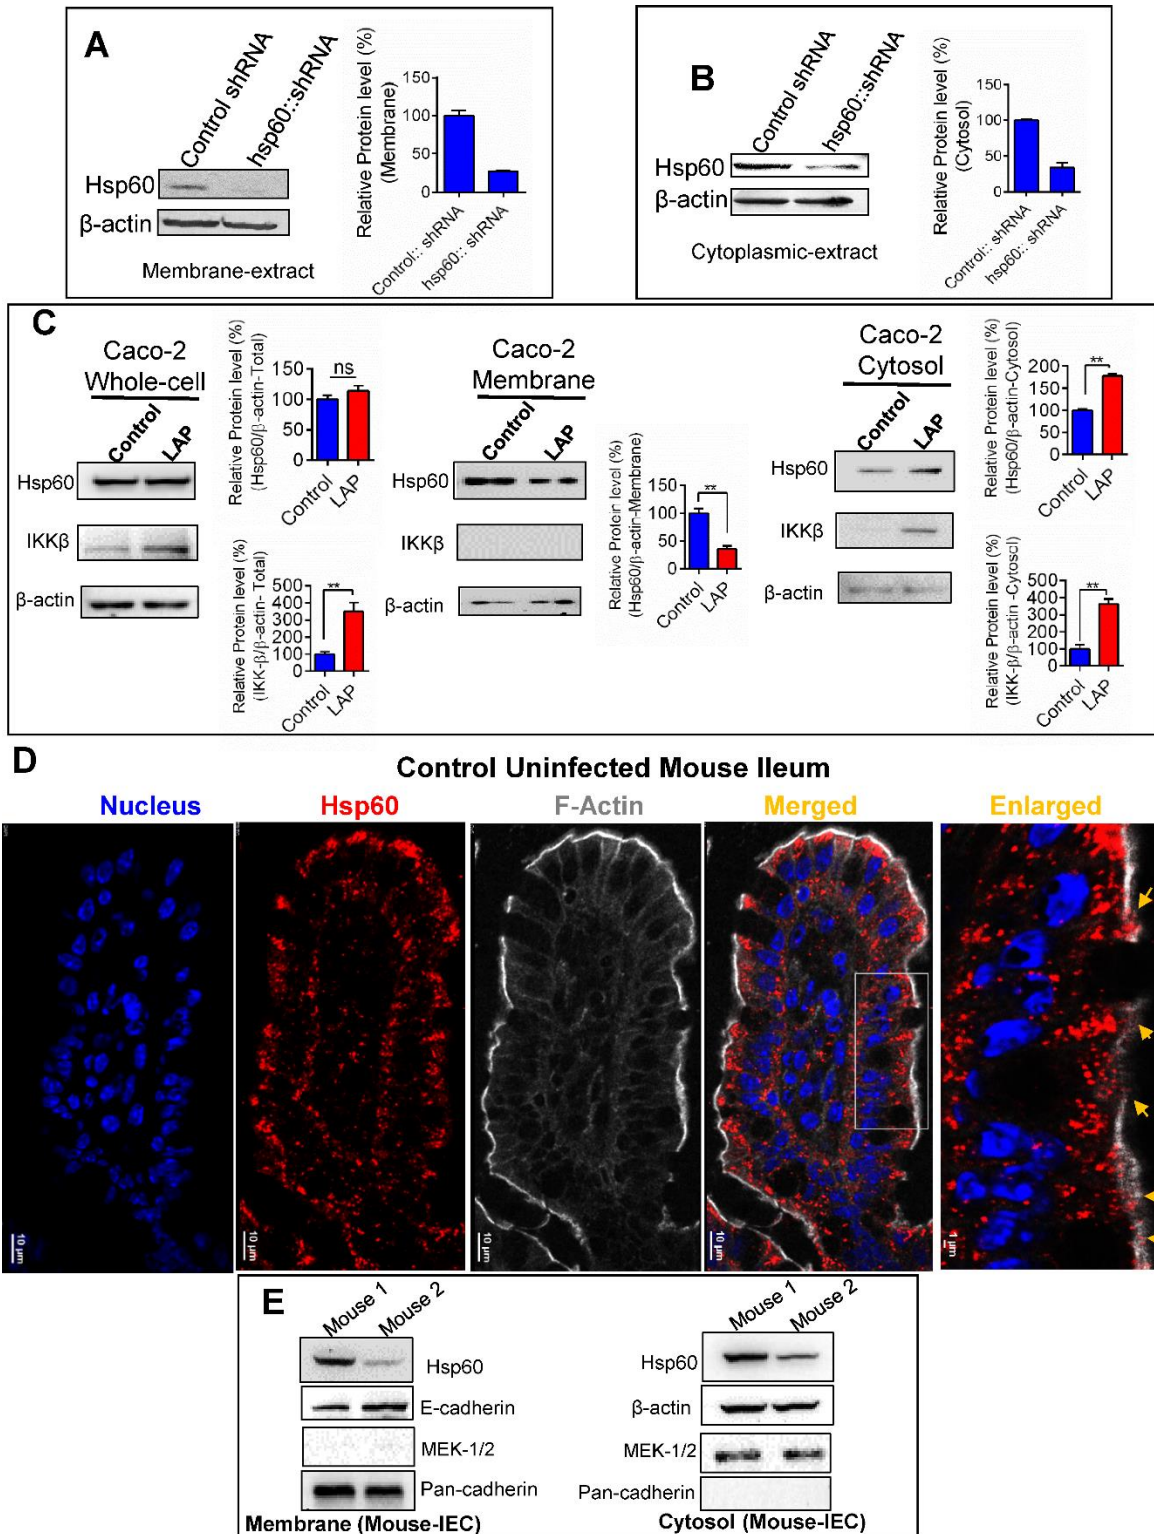 A
Control shRNA
hsp60::shRNA
Hsp60
β-actin
Membrane-extract
Relative Protein level (%)
(Membrane)
150
100
50
0
Control:: shRNA
hsp60:: shRNA
B
Control shRNA
hsp60::shRNA
Hsp60
β-actin
Cytoplasmic-extract
Relative Protein level (%)
(Cytosol)
150
100
50
0
Control:: shRNA
hsp60:: shRNA
C
Caco-2
Whole-cell
Control
LAP
Hsp60
IKKβ
β-actin
Relative Protein level (%)
(Hsp60/β-actin-Total)
150
100
50
0
ns
Control
LAP
Relative Protein level (%)
(IKK-β/β-actin- Total)
500
400
300
200
100
0
**
Control
LAP
Caco-2
Membrane
Control
LAP
Hsp60
IKKβ
β-actin
Relative Protein level (%)
(Hsp60/β-actin-Membrane)
150
100
50
0
**
Control
LAP
Caco-2
Cytosol
Control
LAP
Hsp60
IKKβ
β-actin
Relative Protein level (%)
(Hsp60/β-actin-Cytosol)
200
150
100
50
0
**
Control
LAP
Relative Protein level (%)
(IKK-β/β-actin -Cytosol)
500
400
300
200
100
0
**
Control
LAP
D
Control Uninfected Mouse Ileum
Nucleus
Hsp60
F-Actin
Merged
Enlarged
10 µm
10 µm
10 µm
10 µm
1 µm
E
Mouse 1
Mouse 2
Hsp60
E-cadherin
MEK-1/2
Pan-cadherin
Membrane (Mouse-IEC)
Mouse 1
Mouse 2
Hsp60
β-actin
MEK-1/2
Pan-cadherin
Cytosol (Mouse-IEC)